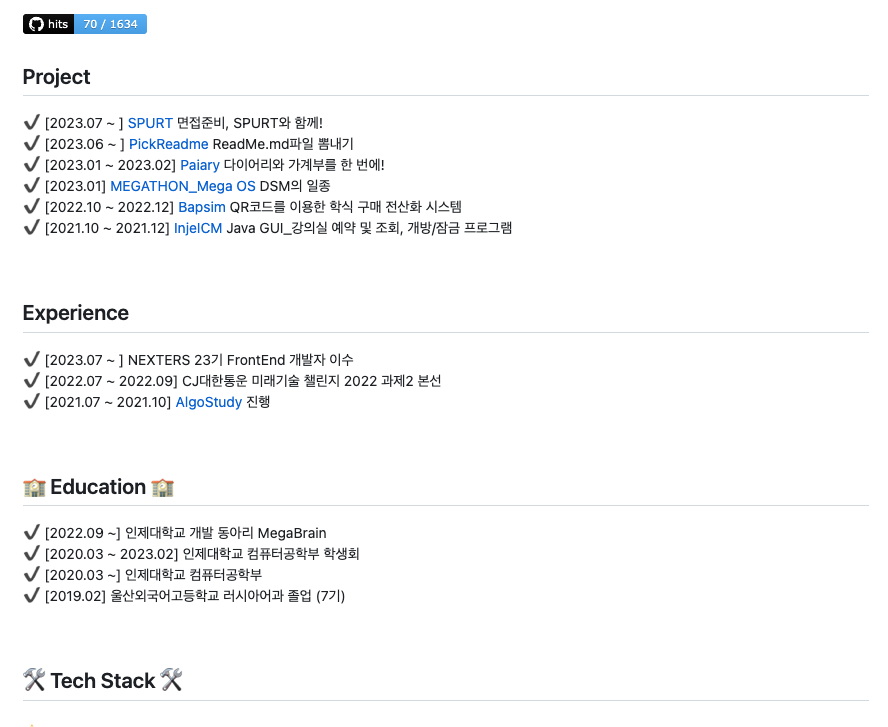 hits 70 / 1634
Project
✔ [2023.07 ~ ] SPURT 면접준비, SPURT와 함께!
✔ [2023.06 ~ ] PickReadme ReadMe.md파일 뽐내기
✔ [2023.01 ~ 2023.02] Paiary 다이어리와 가계부를 한 번에!
✔ [2023.01] MEGATHON_Mega OS DSM의 일종
✔ [2022.10 ~ 2022.12] Bapsim QR코드를 이용한 학식 구매 전산화 시스템
✔ [2021.10 ~ 2021.12] InjeICM Java GUI_강의실 예약 및 조회, 개방/잠금 프로그램
Experience
✔ [2023.07 ~ ] NEXTERS 23기 FrontEnd 개발자 이수
✔ [2022.07 ~ 2022.09] CJ대한통운 미래기술 챌린지 2022 과제2 본선
✔ [2021.07 ~ 2021.10] AlgoStudy 진행
🏫 Education 🏫
✔ [2022.09 ~] 인제대학교 개발 동아리 MegaBrain
✔ [2020.03 ~ 2023.02] 인제대학교 컴퓨터공학부 학생회
✔ [2020.03 ~] 인제대학교 컴퓨터공학부
✔ [2019.02] 울산외국어고등학교 러시아어과 졸업 (7기)
🛠 Tech Stack 🛠